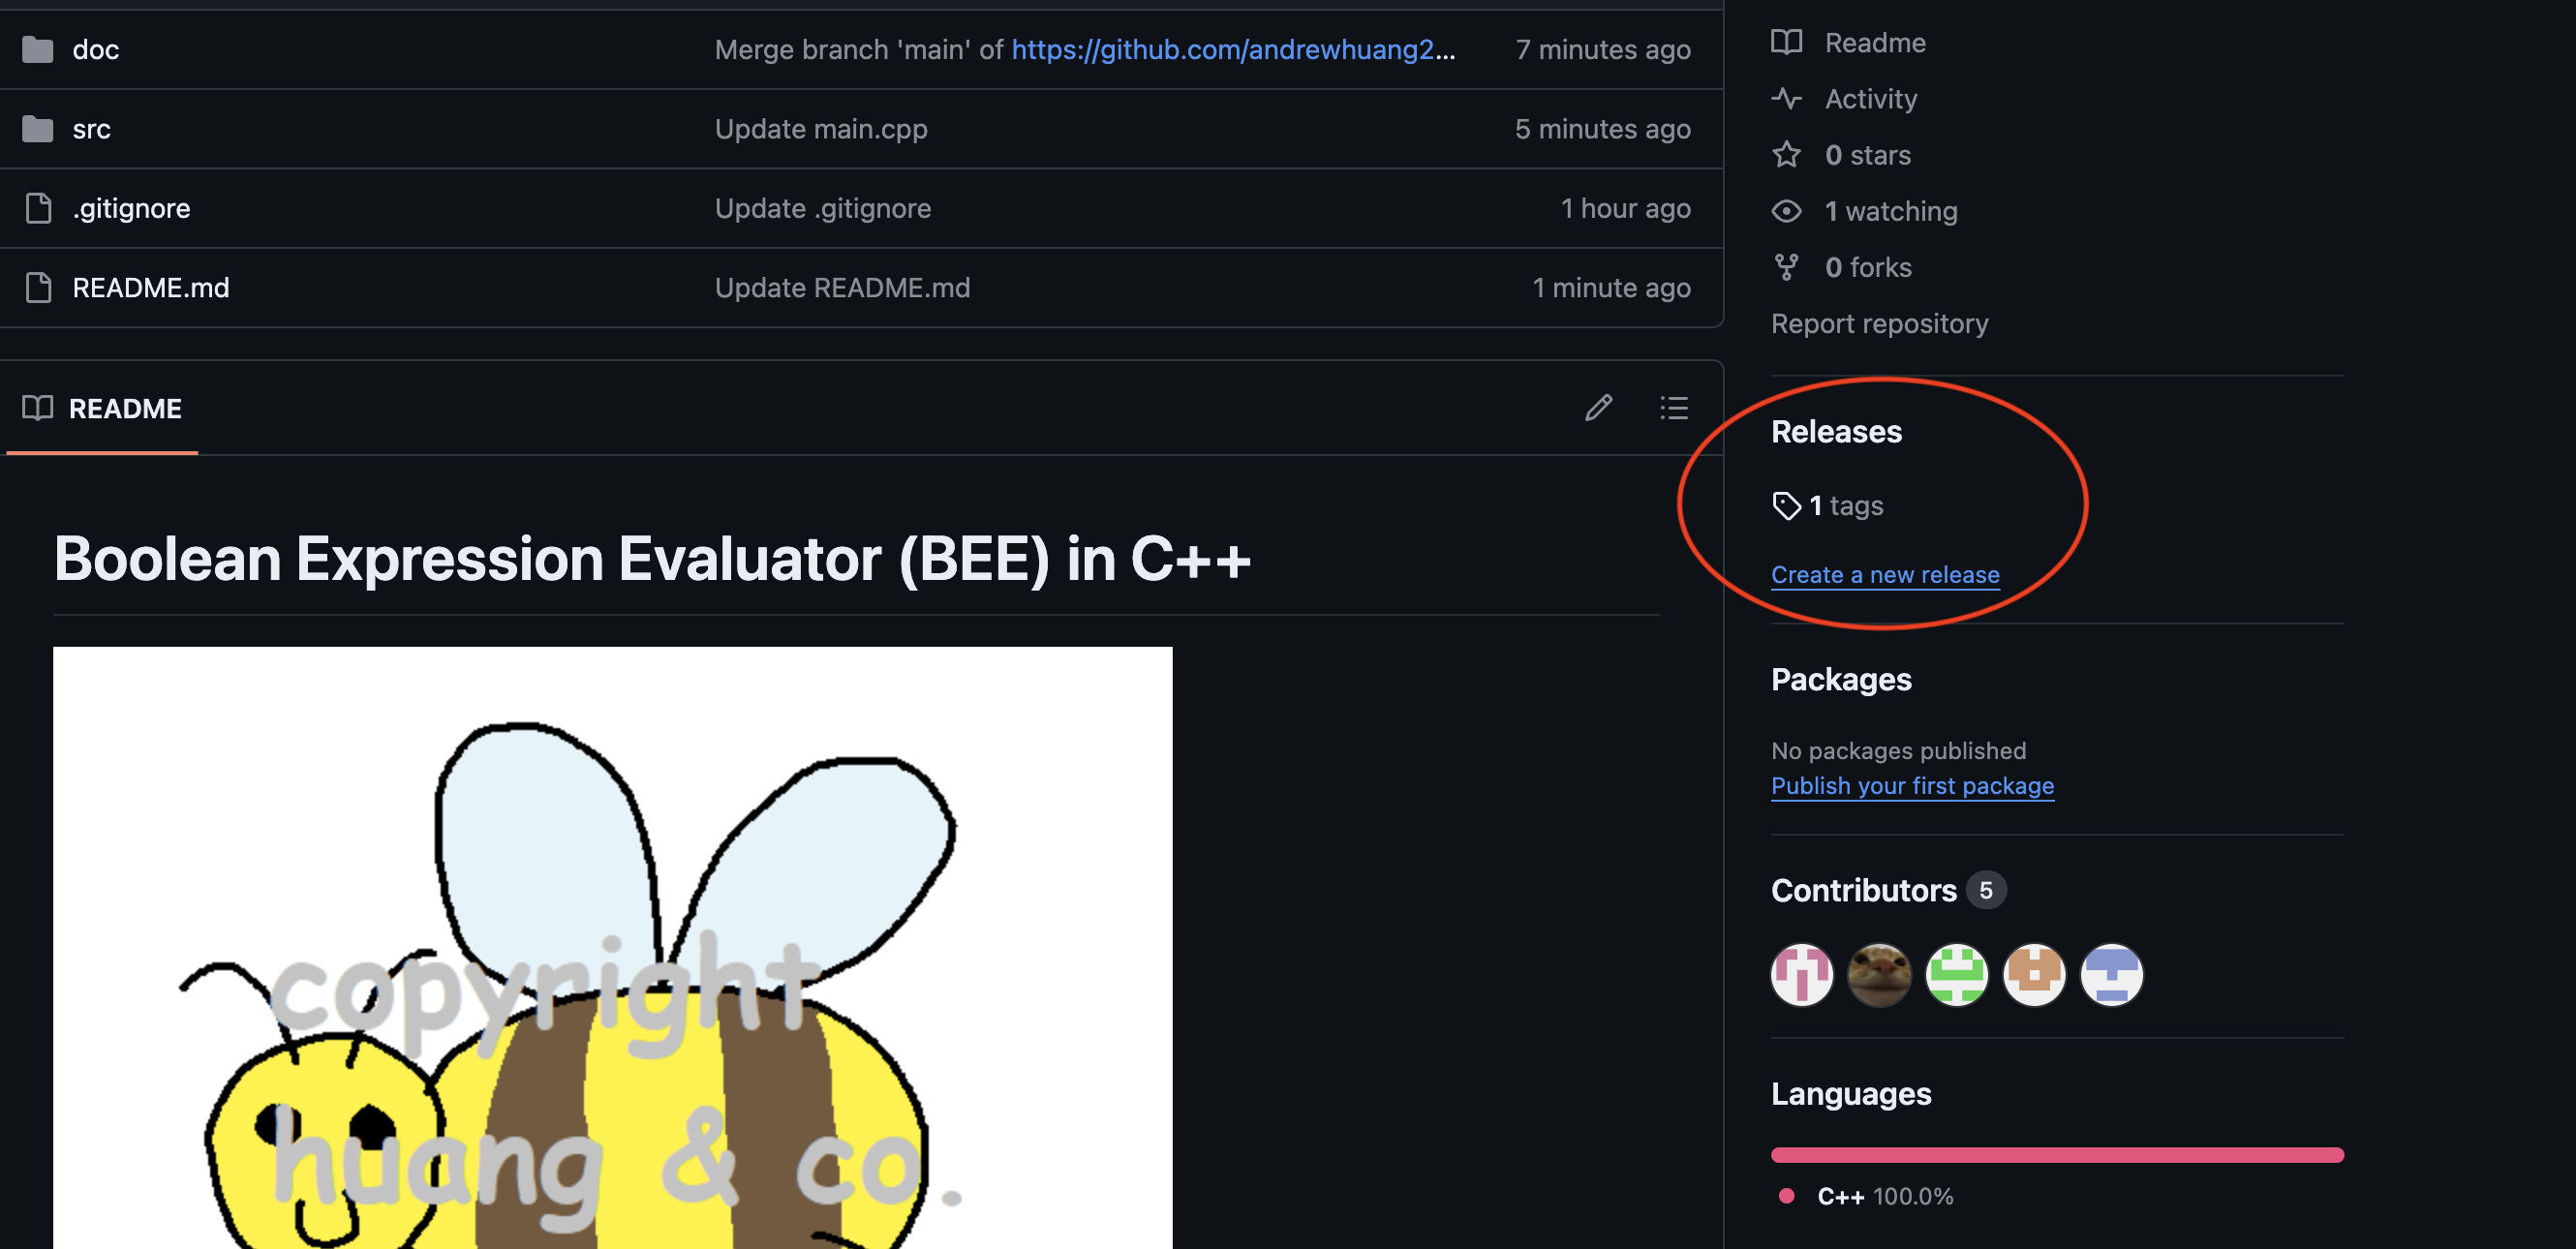 doc Merge branch 'main' of https://github.com/andrewhuang2... 7 minutes ago
src Update main.cpp 5 minutes ago
.gitignore Update .gitignore 1 hour ago
README.md Update README.md 1 minute ago
README
Boolean Expression Evaluator (BEE) in C++
copyright
huang & co.
Readme
Activity
0 stars
1 watching
0 forks
Report repository
Releases
1 tags
Create a new release
Packages
No packages published
Publish your first package
Contributors 5
Languages
C++ 100.0%